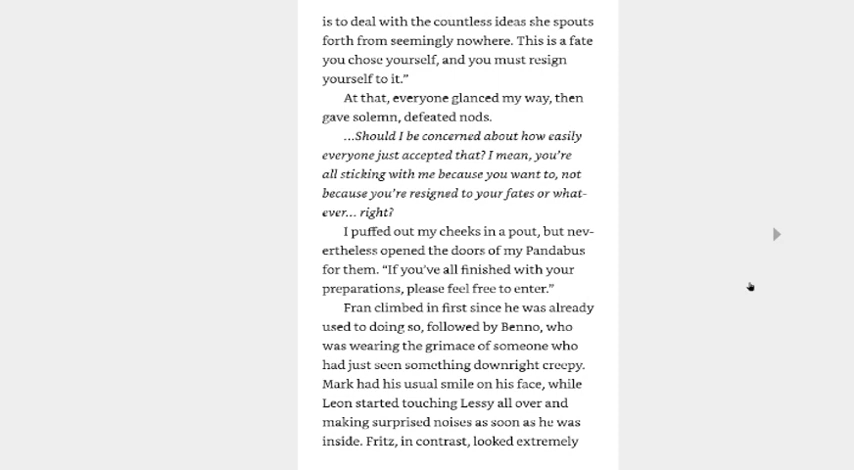 is to deal with the countless ideas she spouts
forth from seemingly nowhere. This is a fate
you chose yourself, and you must resign
yourself to it.”
At that, everyone glanced my way, then
gave solemn, defeated nods.
…Should I be concerned about how easily
everyone just accepted that? I mean, you’re
all sticking with me because you want to, not
because you’re resigned to your fates or what-
ever… right?
I puffed out my cheeks in a pout, but nev-
ertheless opened the doors of my Pandabus
for them. “If you’ve all finished with your
preparations, please feel free to enter.”
Fran climbed in first since he was already
used to doing so, followed by Benno, who
was wearing the grimace of someone who
had just seen something downright creepy.
Mark had his usual smile on his face, while
Leon started touching Lessy all over and
making surprised noises as soon as he was
inside. Fritz, in contrast, looked extremely